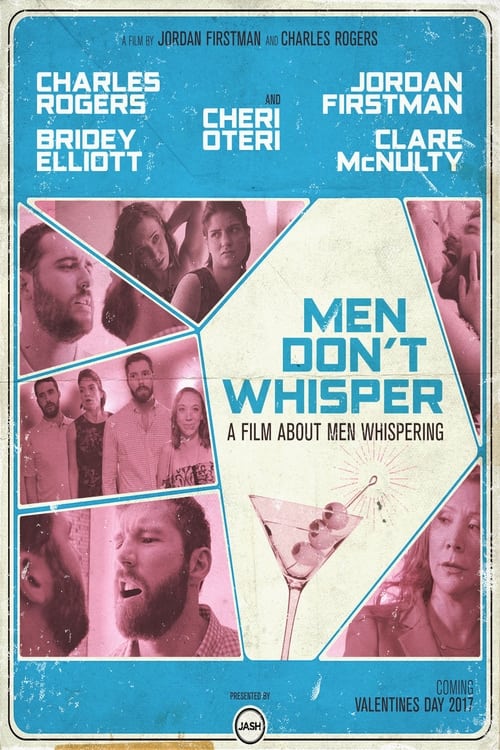 A FILM BY JORDAN FIRSTMAN AND CHARLES ROGERS
CHARLES
ROGERS
BRIDEY
ELLIOTT
AND
CHERI
OTERI
JORDAN
FIRSTMAN
CLARE
McNULTY
MEN
DON'T
WHISPER
A FILM ABOUT MEN WHISPERING
COMING
VALENTINES DAY 2017
PRESENTED BY
JASH